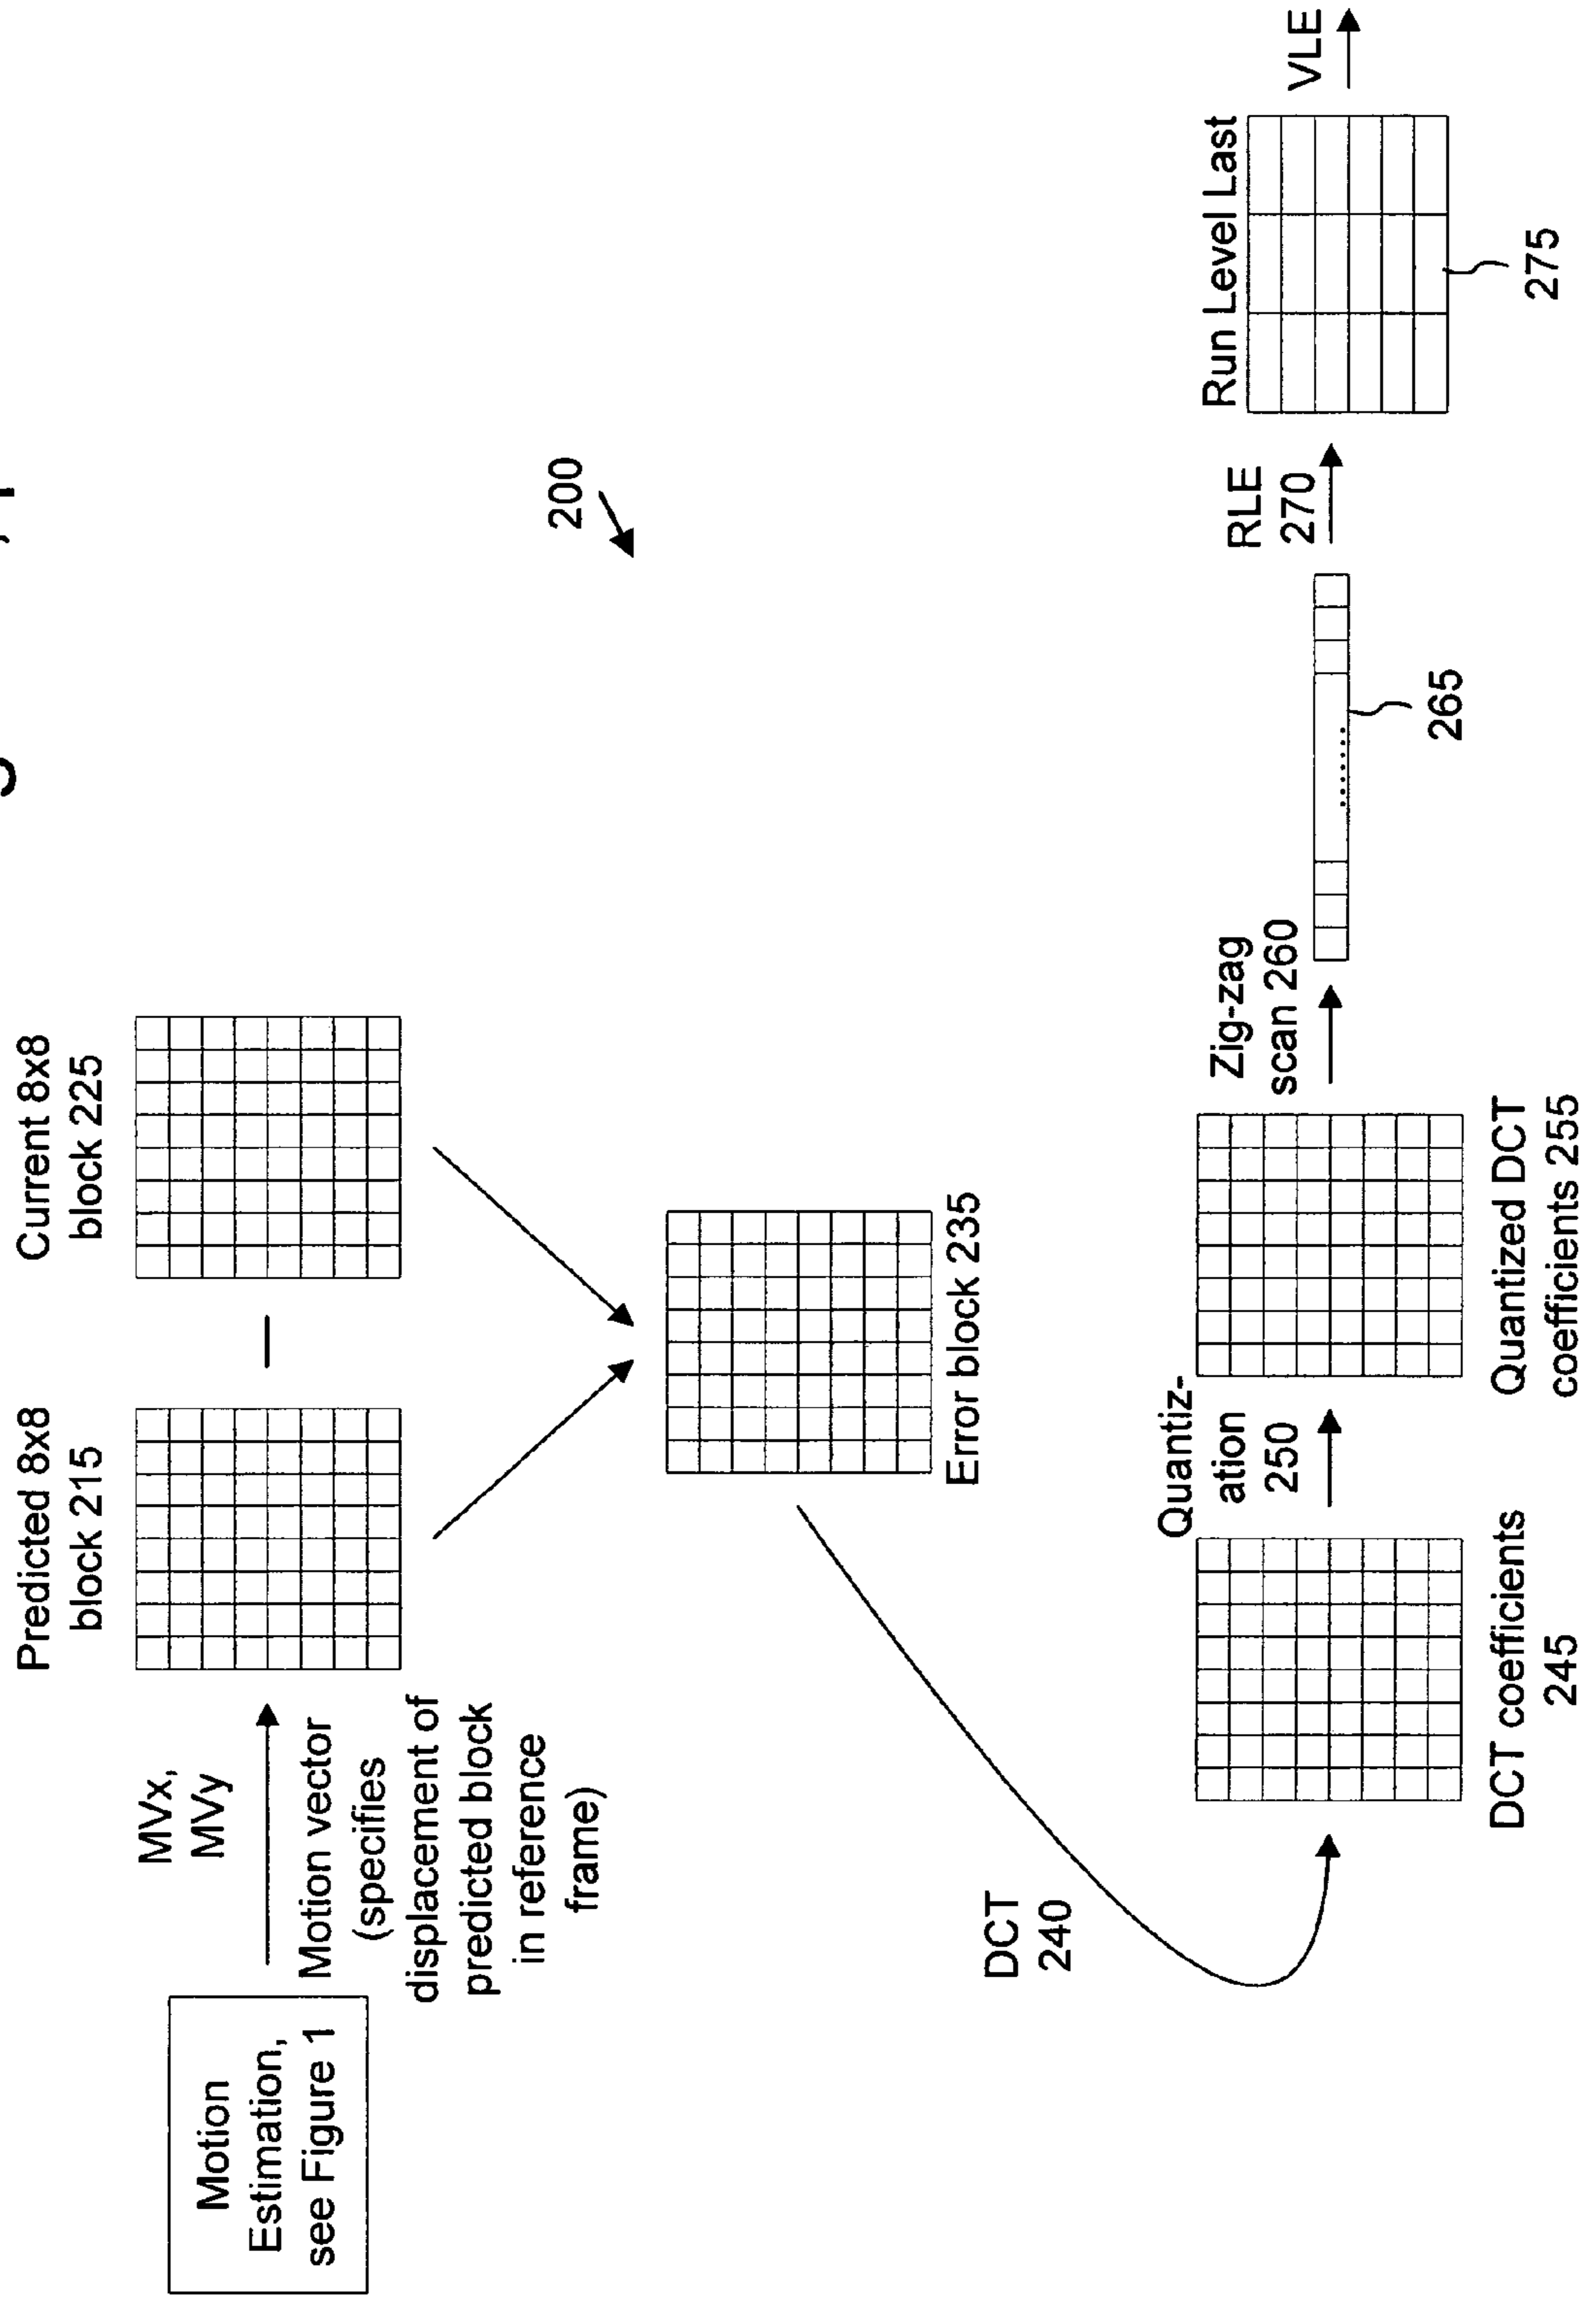 Motion
Estimation,
see Figure 1
MVx,
MVy
Motion vector
(specifies
displacement of
predicted block
in reference
frame)
Predicted 8x8
block 215
Current 8x8
block 225
Error block 235
200
DCT
240
DCT coefficients
245
Quantiz-
ation
250
Quantized DCT
coefficients 255
Zig-zag
scan 260
265
RLE
270
Run Level Last
275
VLE